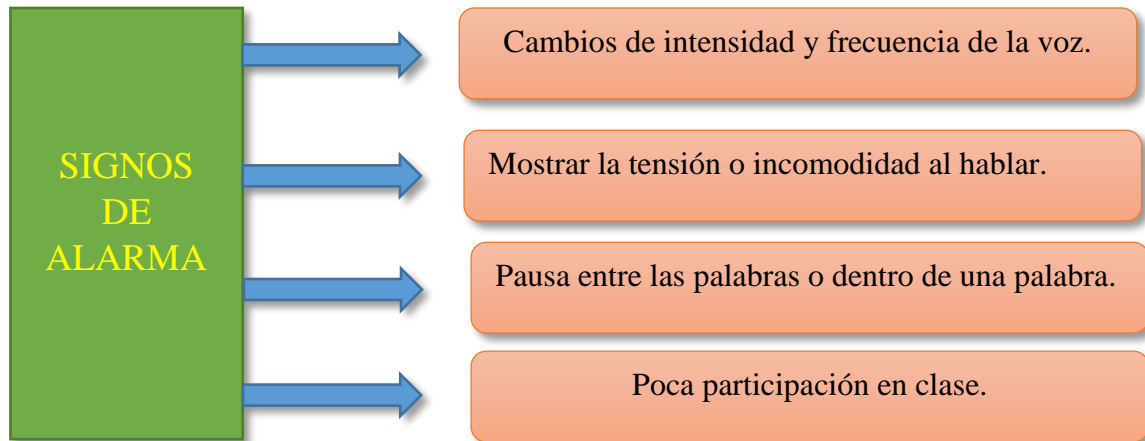 SIGNOS
DE
ALARMA
Cambios de intensidad y frecuencia de la voz.
Mostrar la tensión o incomodidad al hablar.
Pausa entre las palabras o dentro de una palabra.
Poca participación en clase.